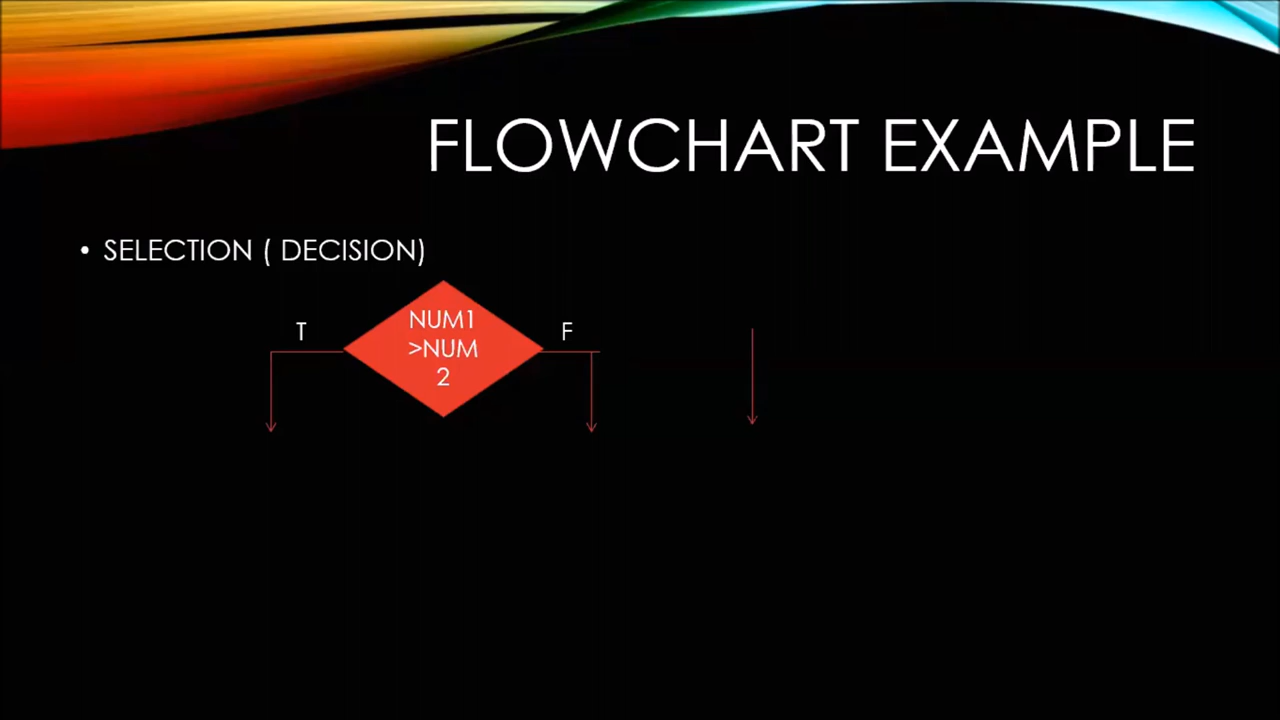 FLOWCHART EXAMPLE
• SELECTION ( DECISION)
T
NUM1
>NUM
2
F